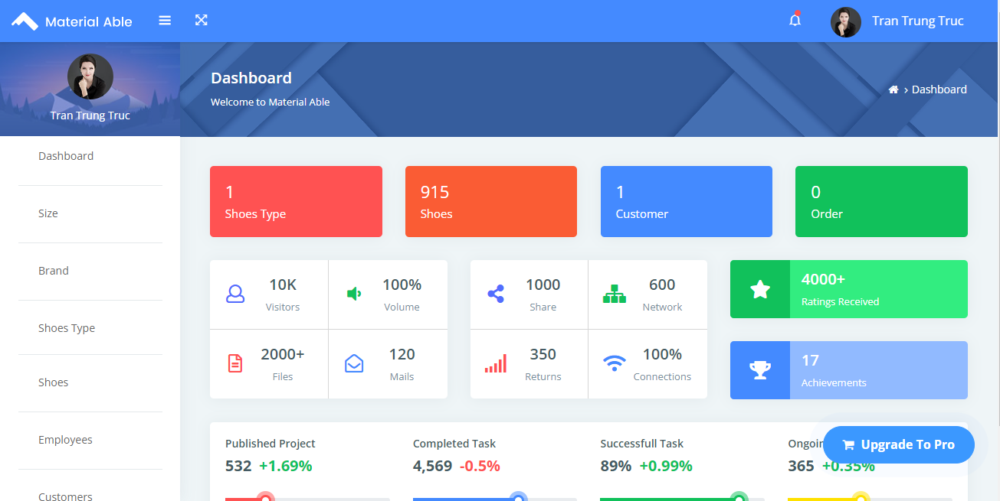 Material Able
Tran Trung Truc
Tran Trung Truc
Dashboard
Welcome to Material Able
› Dashboard
Dashboard
Size
Brand
Shoes Type
Shoes
Employees
Customers
1
Shoes Type
915
Shoes
1
Customer
0
Order
10K
Visitors
100%
Volume
2000+
Files
120
Mails
1000
Share
600
Network
350
Returns
100%
Connections
4000+
Ratings Received
17
Achievements
Published Project
532 +1.69%
Completed Task
4,569 -0.5%
Successfull Task
89% +0.99%
365 +0.35%
Upgrade To Pro